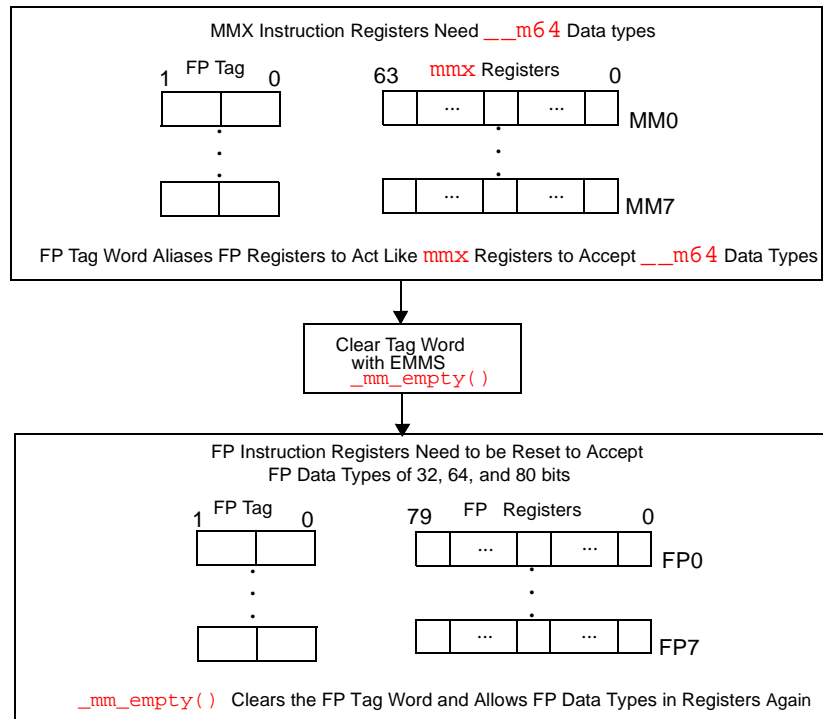 MMX Instruction Registers Need __m64 Data types
FP Tag
mmx Registers
1 0
63 0
... ...
MM0
... ...
MM7
FP Tag Word Aliases FP Registers to Act Like mmx Registers to Accept __m64 Data Types
Clear Tag Word
with EMMS
_mm_empty()
FP Instruction Registers Need to be Reset to Accept
FP Data Types of 32, 64, and 80 bits
FP Tag
FP Registers
1 0
79 0
... ...
FP0
... ...
FP7
_mm_empty() Clears the FP Tag Word and Allows FP Data Types in Registers Again